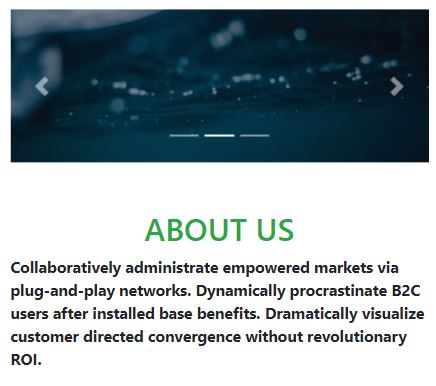 ABOUT US
Collaboratively administrate empowered markets via
plug-and-play networks. Dynamically procrastinate B2C
users after installed base benefits. Dramatically visualize
customer directed convergence without revolutionary
ROI.